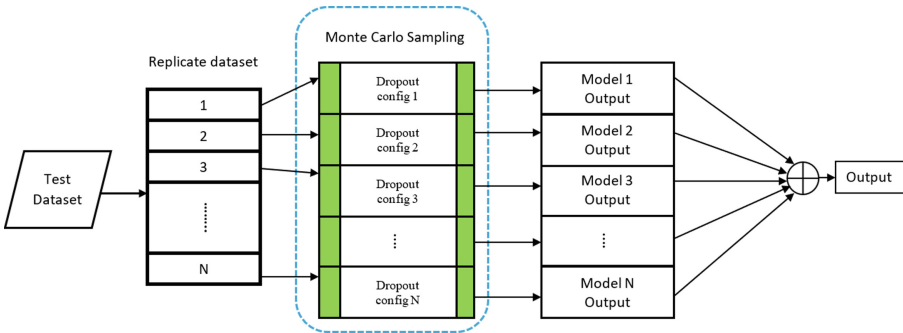 Monte Carlo Sampling
Replicate dataset
1
2
3
........
N
Test
Dataset
Dropout
config 1
Dropout
config 2
Dropout
config 3
....
Dropout
config N
Model 1
Output
Model 2
Output
Model 3
Output
....
Model N
Output
Output